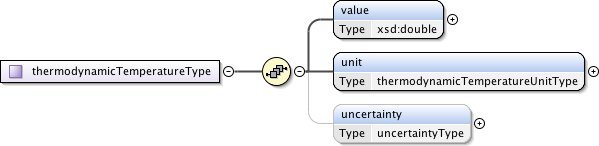 value
Type xsd:double
thermodynamicTemperatureType
unit
Type thermodynamicTemperatureUnitType
uncertainty
Type uncertaintyType